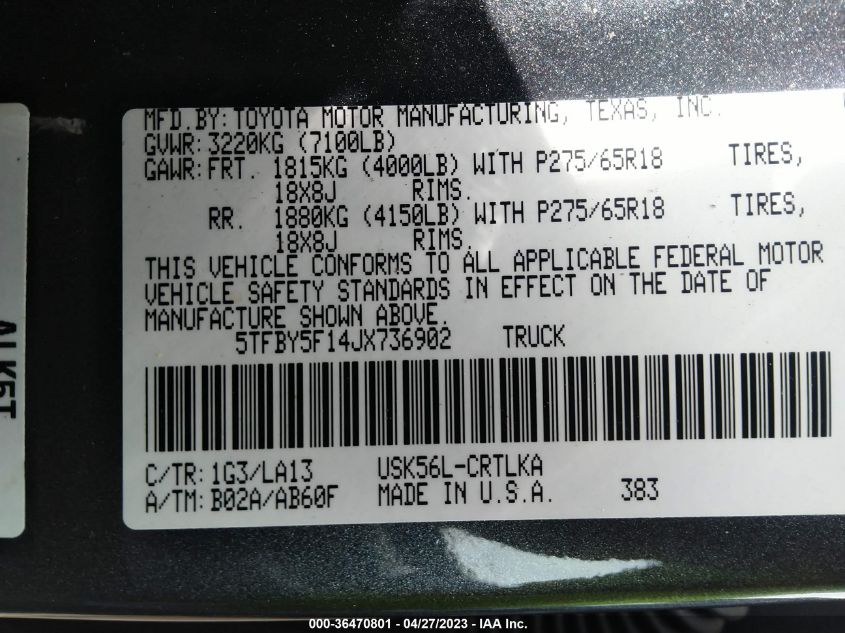 MFD.BY:TOYOTA MOTOR MANUFACTURING, TEXAS, INC.
GVWR:3220KG (7100LB)
GAWR:FRT. 1815KG (4000LB) WITH P275/65R18 TIRES,
18X8J RIMS.
RR. 1880KG (4150LB) WITH P275/65R18 TIRES,
18X8J RIMS.
THIS VEHICLE CONFORMS TO ALL APPLICABLE FEDERAL MOTOR
VEHICLE SAFETY STANDARDS IN EFFECT ON THE DATE OF
MANUFACTURE SHOWN ABOVE.
5TFBY5F14JX736902 TRUCK
C/TR:1G3/LA13 USK56L-CRTLKA
A/TM:B02A/AB60F MADE IN U.S.A. 383
000-36470801 - 04/27/2023 - IAA Inc.